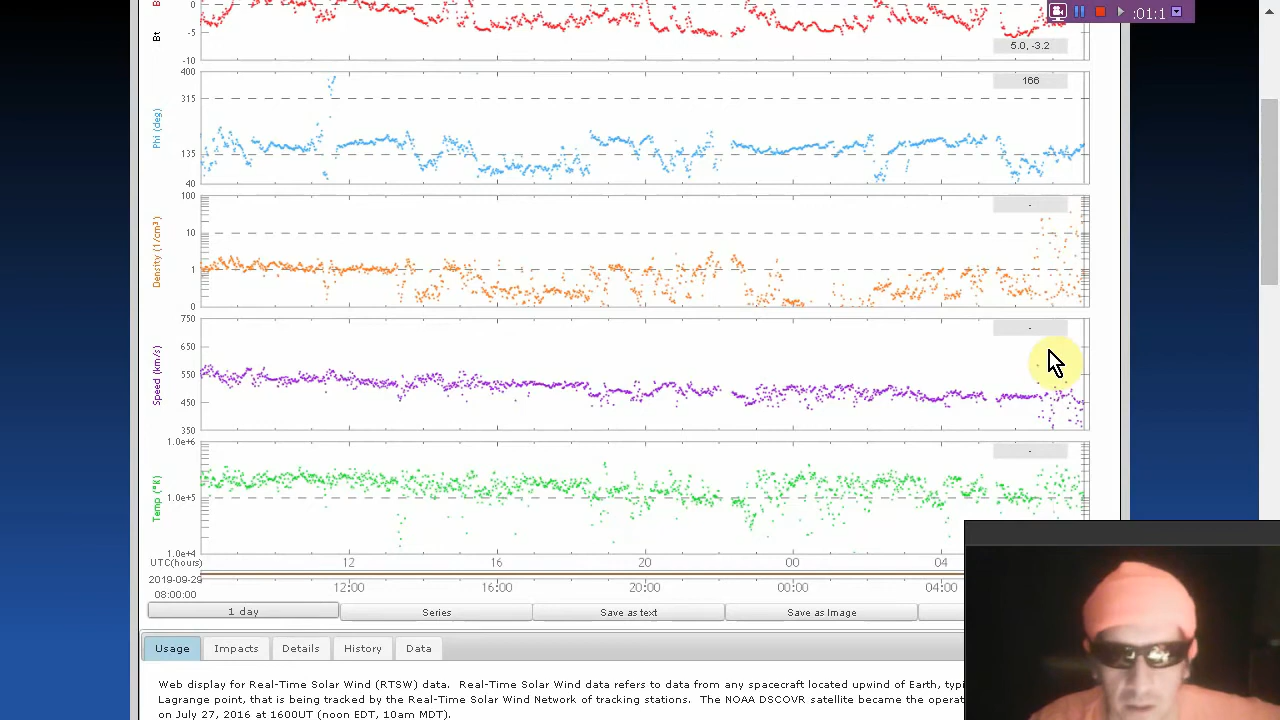 0
:01:1
Bt
-5
5.0, -3.2
-10
400
166
315
Phi (deg)
135
40
100
-
10
Density (1/cm³)
1
0
750
-
650
Speed (km/s)
550
450
350
1.0e+6
-
Temp (°K)
1.0e+5
1.0e+4
UTC(hours) 12 16 20 00 04
2019-09-29 12:00 16:00 20:00 00:00 04:00
08:00:00
1 day Series Save as text Save as Image
Usage Impacts Details History Data
Web display for Real-Time Solar Wind (RTSW) data. Real-Time Solar Wind data refers to data from any spacecraft located upwind of Earth, typi
Lagrange point, that is being tracked by the Real-Time Solar Wind Network of tracking stations. The NOAA DSCOVR satellite became the operat
on July 27, 2016 at 1600UT (noon EDT, 10am MDT).